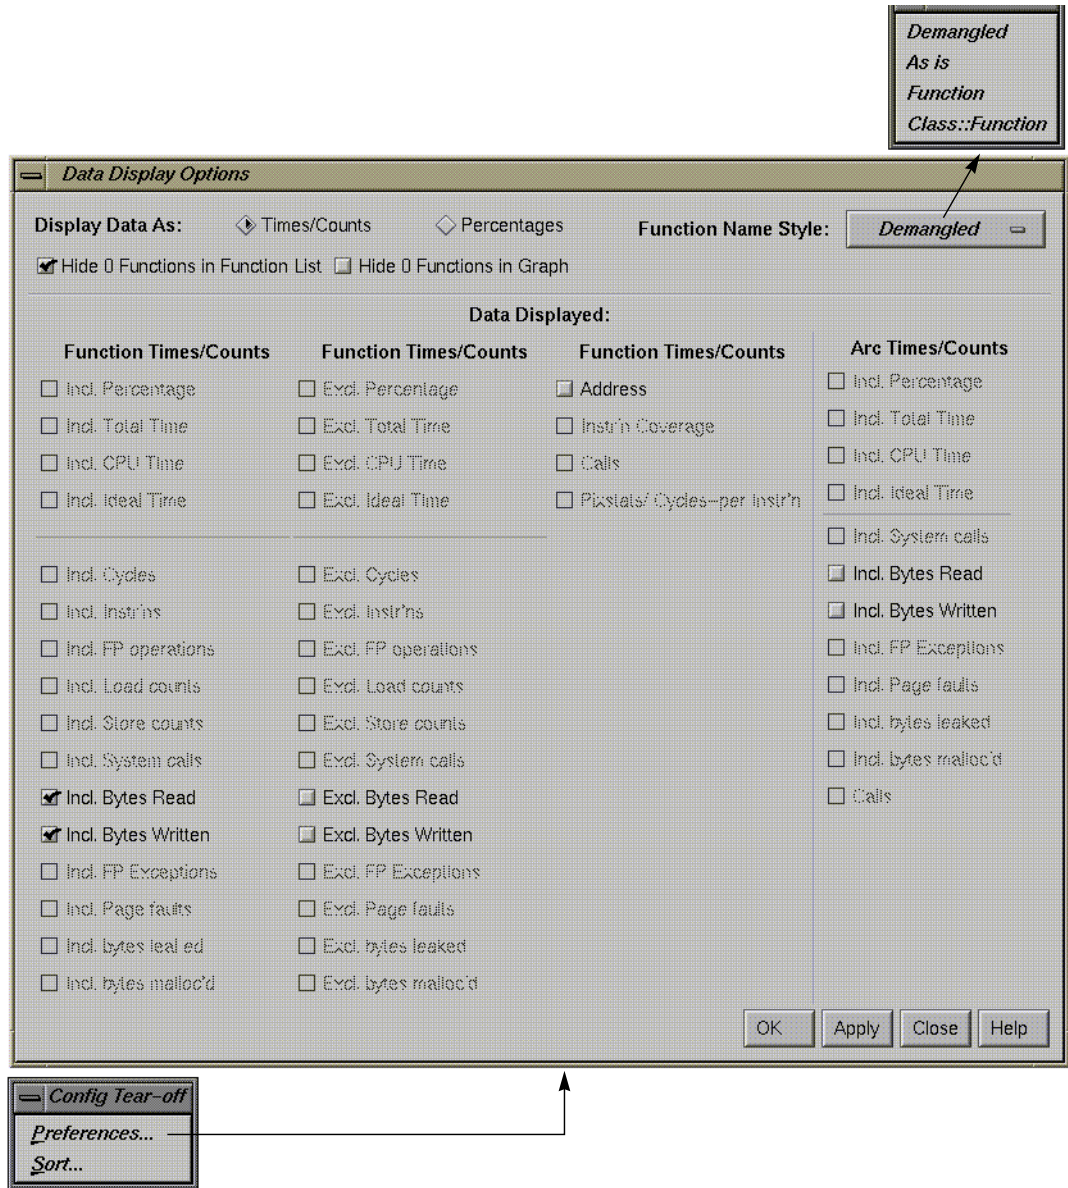 Demangled
As is
Function
Class::Function
Data Display Options
Display Data As: Times/Counts Percentages Function Name Style: Demangled
Hide 0 Functions in Function List Hide 0 Functions in Graph
Data Displayed:
Function Times/Counts
Incl. Percentage
Incl. Total Time
Incl. CPU Time
Incl. Ideal Time
Incl. Cycles
Incl. Instr'ns
Incl. FP operations
Incl. Load counts
Incl. Store counts
Incl. System calls
Incl. Bytes Read
Incl. Bytes Written
Incl. FP Exceptions
Incl. Page faults
Incl. bytes leaked
Incl. bytes malloc'd
Function Times/Counts
Excl. Percentage
Excl. Total Time
Excl. CPU Time
Excl. Ideal Time
Excl. Cycles
Excl. Instr'ns
Excl. FP operations
Excl. Load counts
Excl. Store counts
Excl. System calls
Excl. Bytes Read
Excl. Bytes Written
Excl. FP Exceptions
Excl. Page faults
Excl. bytes leaked
Excl. bytes malloc'd
Function Times/Counts
Address
Instr'n Coverage
Calls
Pixstats/ Cycles-per Instr'n
Arc Times/Counts
Incl. Percentage
Incl. Total Time
Incl. CPU Time
Incl. Ideal Time
Incl. System calls
Incl. Bytes Read
Incl. Bytes Written
Incl. FP Exceptions
Incl. Page faults
Incl. bytes leaked
Incl. bytes malloc'd
Calls
OK Apply Close Help
Config Tear-off
Preferences...
Sort...